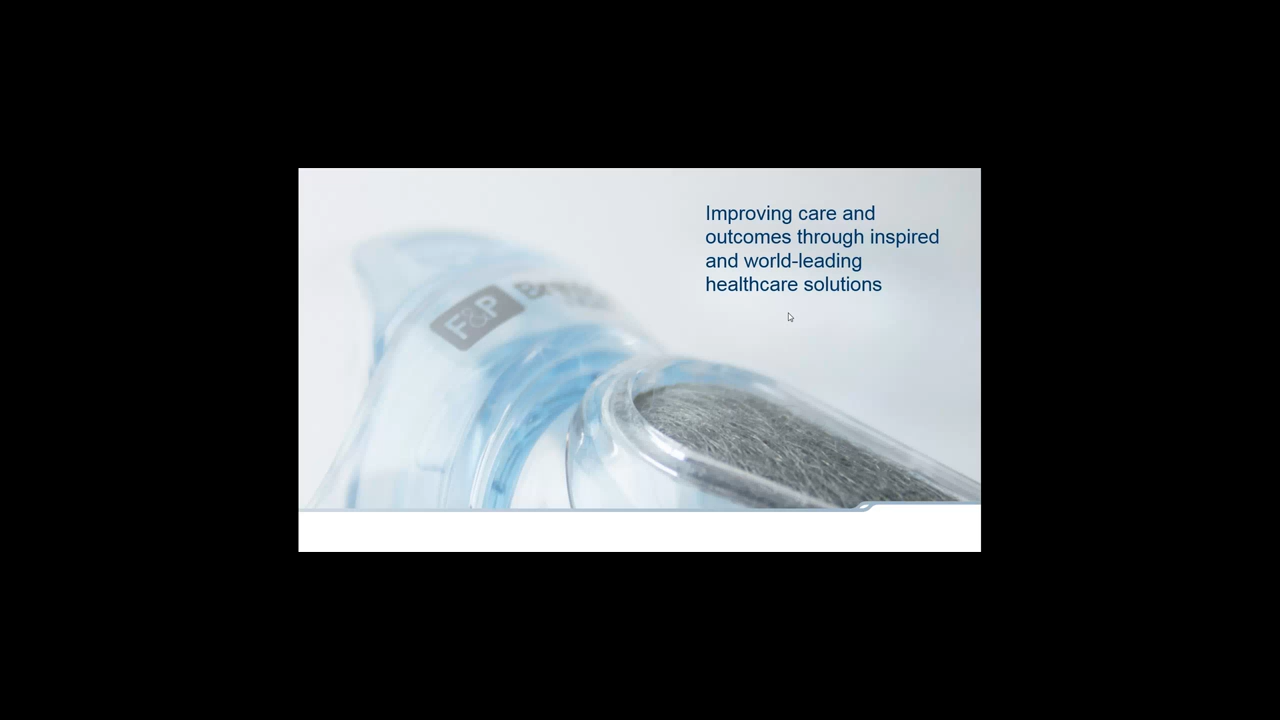 Improving care and
outcomes through inspired
and world-leading
healthcare solutions
F&P